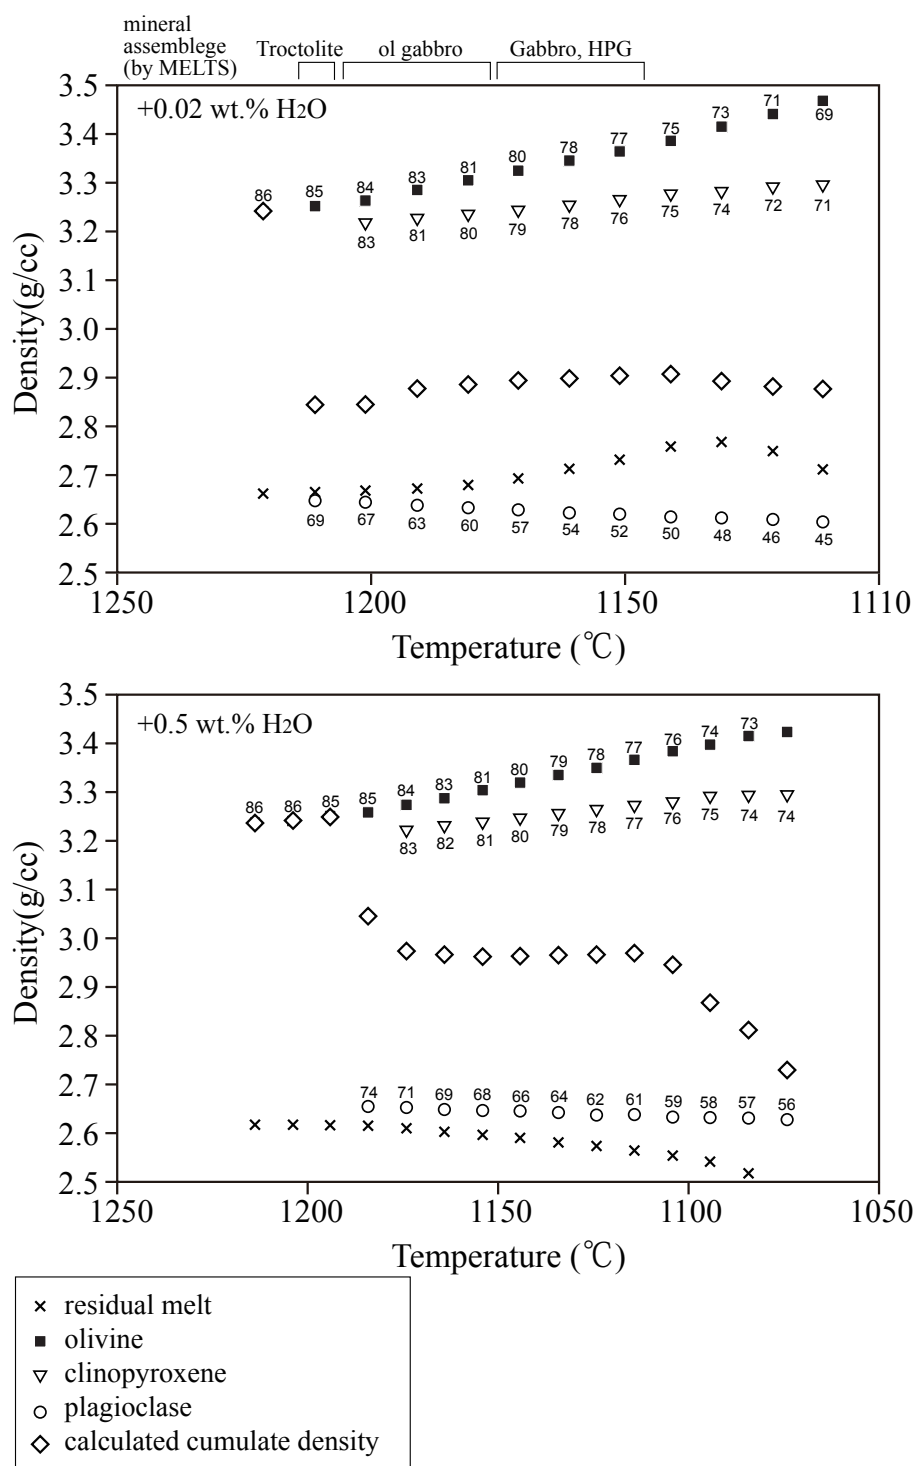 mineral
assemblege
(by MELTS)
Troctolite
ol gabbro
Gabbro, HPG
+0.02 wt.% H2O
3.5
3.4
3.3
3.2
3.1
3.0
2.9
2.8
2.7
2.6
2.5
Density(g/cc)
86 85 84 83 81 80 78 77 75 73 71 69
83 81 80 79 78 76 75 74 72 71
69 67 63 60 57 54 52 50 48 46 45
1250 1200 1150 1110
Temperature (℃)
+0.5 wt.% H2O
3.5
3.4
3.3
3.2
3.1
3.0
2.9
2.8
2.7
2.6
2.5
Density(g/cc)
86 86 85 85 84 83 81 80 79 78 77 76 74 73
83 82 81 80 79 78 77 76 75 74 74
74 71 69 68 66 64 62 61 59 58 57 56
1250 1200 1150 1100 1050
Temperature (℃)
residual melt
olivine
clinopyroxene
plagioclase
calculated cumulate density